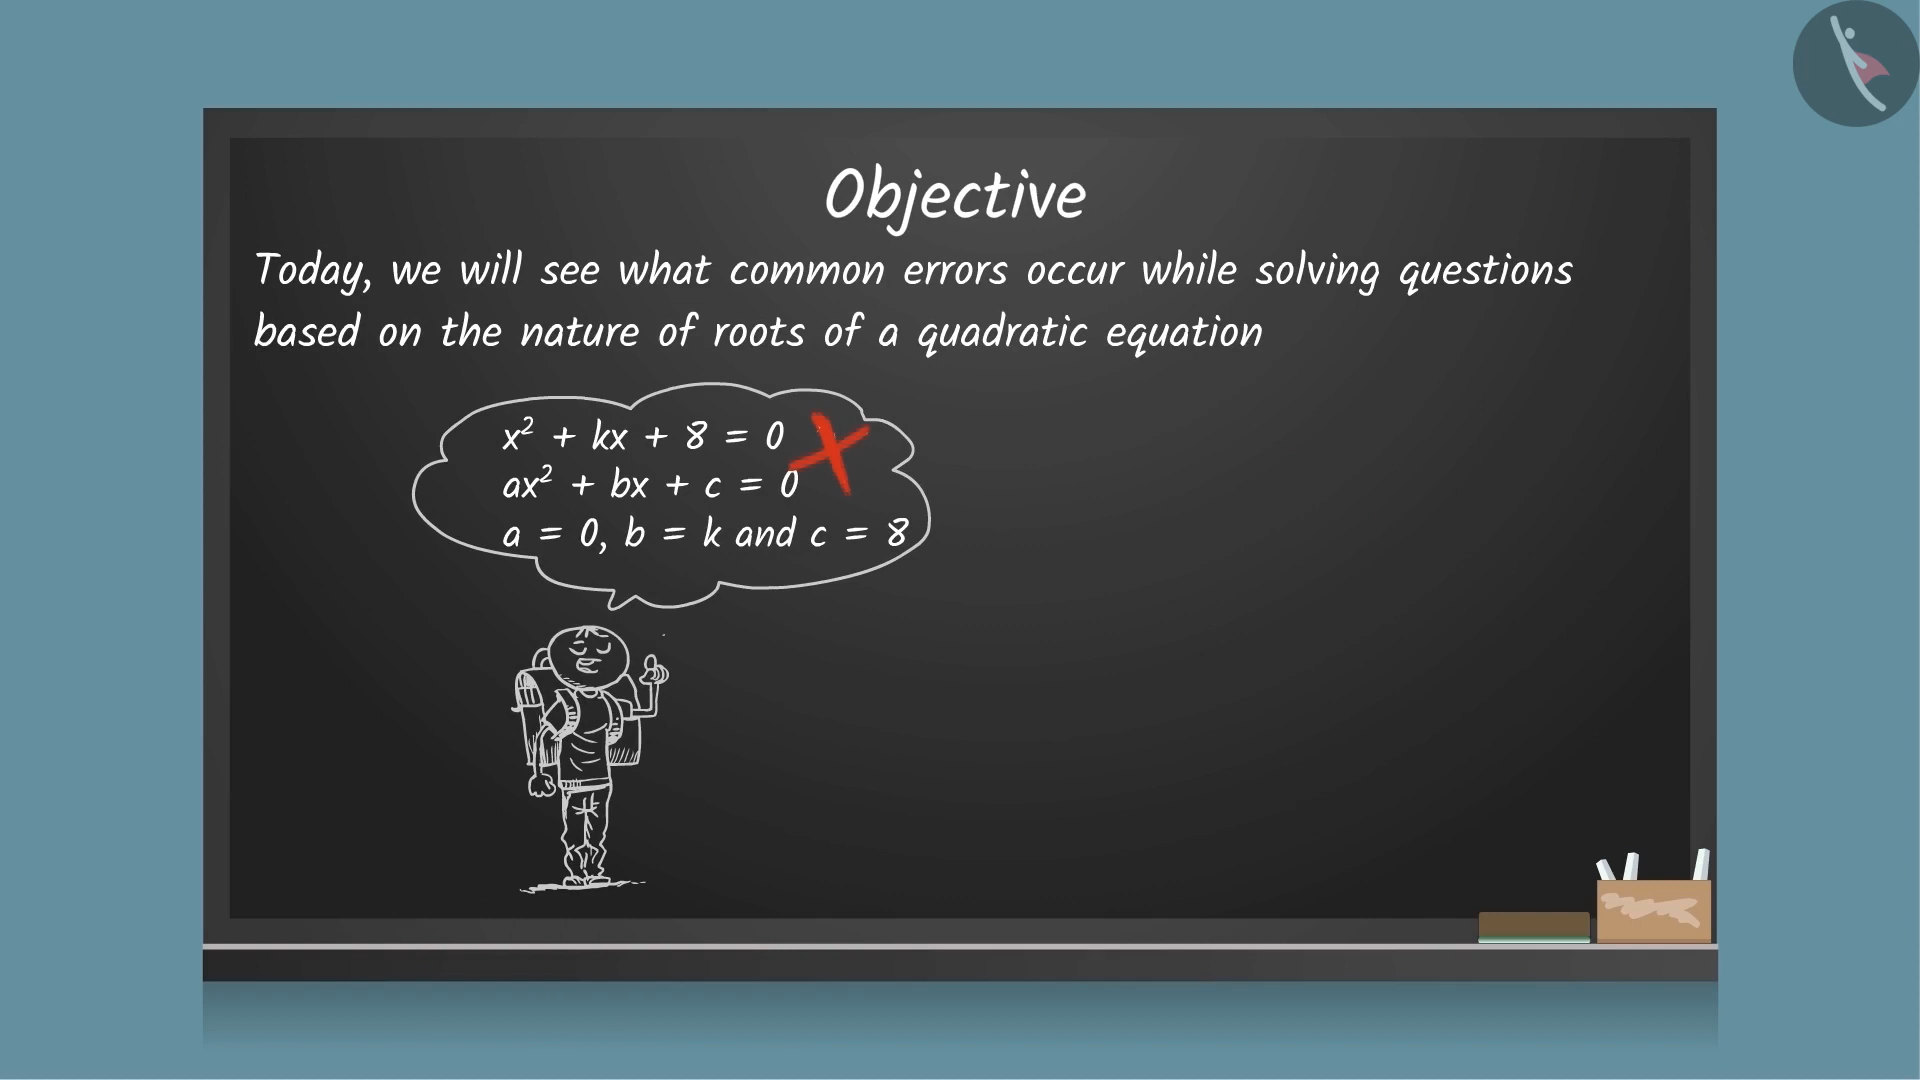 Objective
Today, we will see what common errors occur while solving questions
based on the nature of roots of a quadratic equation
x² + kx + 8 = 0
ax² + bx + c = 0
a = 0, b = k and c = 8